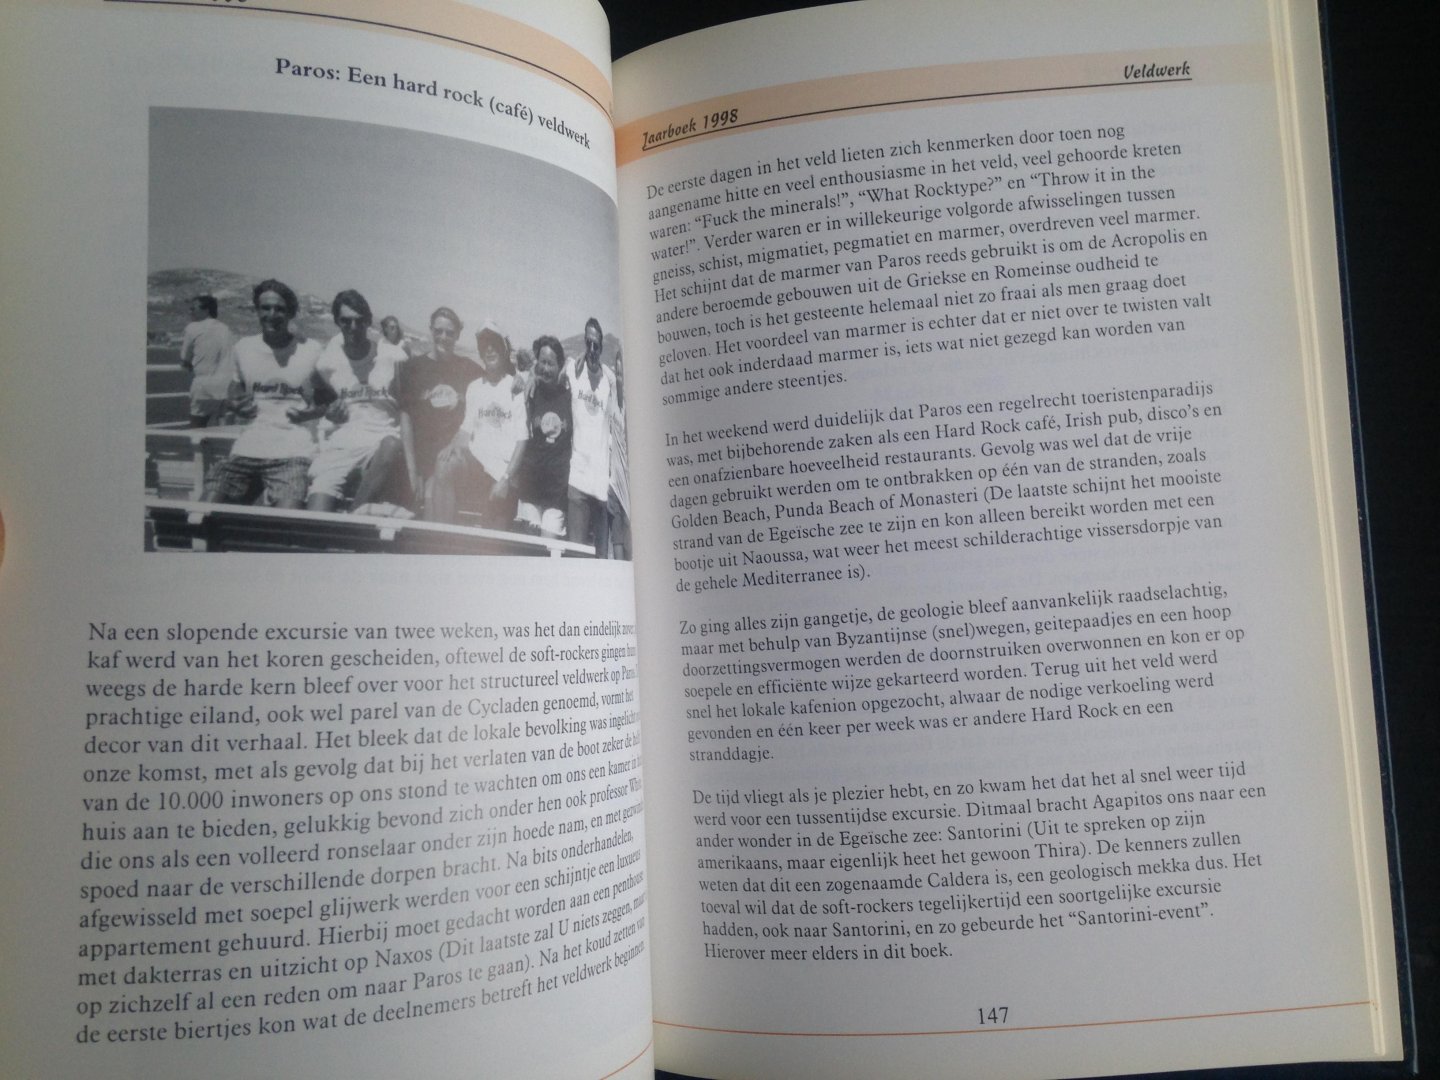 Paros: Een hard rock (café) veldwerk
Hard Rock
Hard Rock
Hard Rock
Na een slopende excursie van twee weken, was het dan eindelijk
kaf werd van het koren gescheiden, oftewel de soft-rockers gingen hun
weegs de harde kern bleef over voor het structureel veldwerk op
prachtige eiland, ook wel parel van de Cycladen genoemd, vormt het
decor van dit verhaal. Het bleek dat de lokale bevolking was ingelicht
onze komst, met als gevolg dat bij het verlaten van de boot zeker de
van de 10.000 inwoners op ons stond te wachten om ons een kamer in
huis aan te bieden, gelukkig bevond zich onder hen ook professor
die ons als een volleerd ronselaar onder zijn hoede nam, en met
spoed naar de verschillende dorpen bracht. Na bits onderhandelen,
afgewisseld met soepel glijwerk werden voor een schijntje een luxueus
appartement gehuurd. Hierbij moet gedacht worden aan een penthouse
met dakterras en uitzicht op Naxos (Dit laatste zal U niets zeggen,
op zichzelf al een reden om naar Paros te gaan). Na het koud zetten van
de eerste biertjes kon wat de deelnemers betreft het veldwerk beginnen.
Jaarboek 1998
Veldwerk
De eerste dagen in het veld lieten zich kenmerken door toen nog
aangename hitte en veel enthousiasme in het veld, veel gehoorde kreten
waren: “Fuck the minerals!”, “What Rocktype?” en “Throw it in the
water!”. Verder waren er in willekeurige volgorde afwisselingen tussen
gneiss, schist, migmatiet, pegmatiet en marmer, overdreven veel marmer.
Het schijnt dat de marmer van Paros reeds gebruikt is om de Acropolis en
andere beroemde gebouwen uit de Griekse en Romeinse oudheid te
bouwen, toch is het gesteente helemaal niet zo fraai als men graag doet
geloven. Het voordeel van marmer is echter dat er niet over te twisten valt
dat het ook inderdaad marmer is, iets wat niet gezegd kan worden van
sommige andere steentjes.
In het weekend werd duidelijk dat Paros een regelrecht toeristenparadijs
was, met bijbehorende zaken als een Hard Rock café, Irish pub, disco's en
een onafzienbare hoeveelheid restaurants. Gevolg was wel dat de vrije
dagen gebruikt werden om te ontbrakken op één van de stranden, zoals
Golden Beach, Punda Beach of Monasteri (De laatste schijnt het mooiste
strand van de Egeïsche zee te zijn en kon alleen bereikt worden met een
bootje uit Naoussa, wat weer het meest schilderachtige vissersdorpje van
de gehele Mediterranee is).
Zo ging alles zijn gangetje, de geologie bleef aanvankelijk raadselachtig,
maar met behulp van Byzantijnse (snel)wegen, geitepaadjes en een hoop
doorzettingsvermogen werden de doornstruiken overwonnen en kon er op
soepele en efficiënte wijze gekarteerd worden. Terug uit het veld werd
snel het lokale kafenion opgezocht, alwaar de nodige verkoeling werd
gevonden en één keer per week was er andere Hard Rock en een
stranddagje.
De tijd vliegt als je plezier hebt, en zo kwam het dat het al snel weer tijd
werd voor een tussentijdse excursie. Ditmaal bracht Agapitos ons naar een
ander wonder in de Egeïsche zee: Santorini (Uit te spreken op zijn
amerikaans, maar eigenlijk heet het gewoon Thira). De kenners zullen
weten dat dit een zogenaamde Caldera is, een geologisch mekka dus. Het
toeval wil dat de soft-rockers tegelijkertijd een soortgelijke excursie
hadden, ook naar Santorini, en zo gebeurde het “Santorini-event”.
Hierover meer elders in dit boek.
147